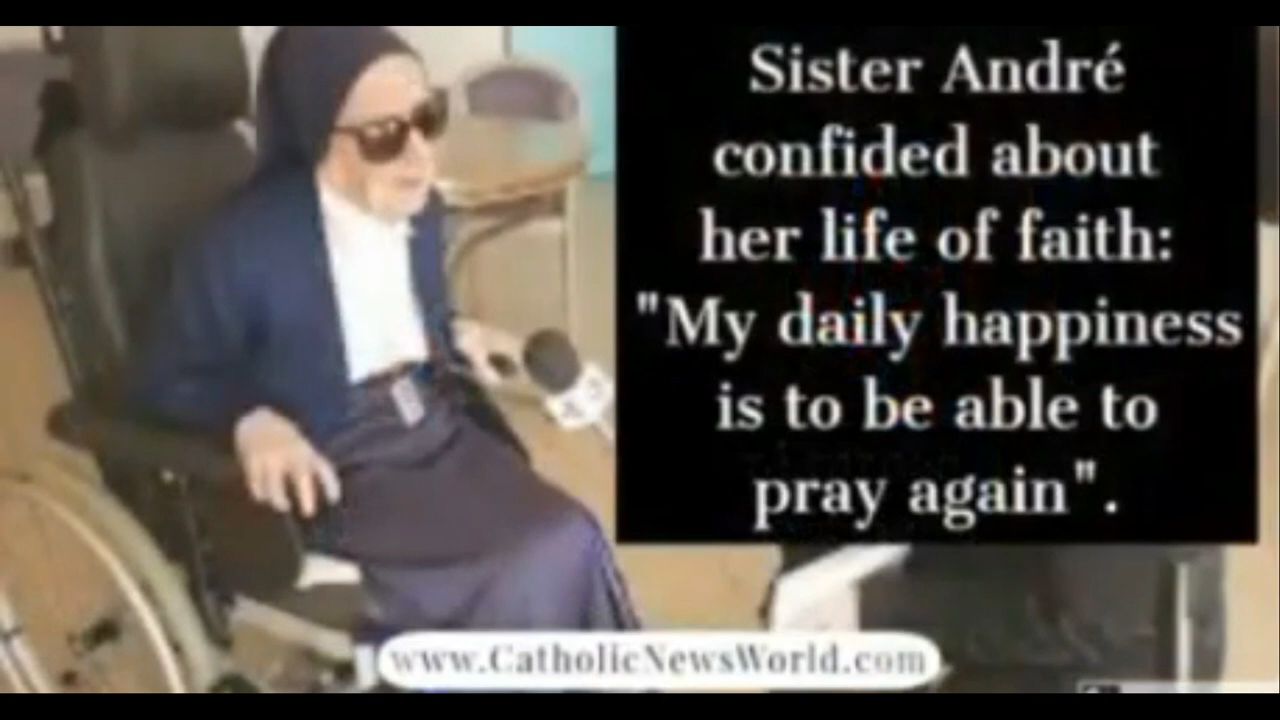 Sister André
confided about
her life of faith:
"My daily happiness
is to be able to
pray again".
www.CatholicNewsWorld.com